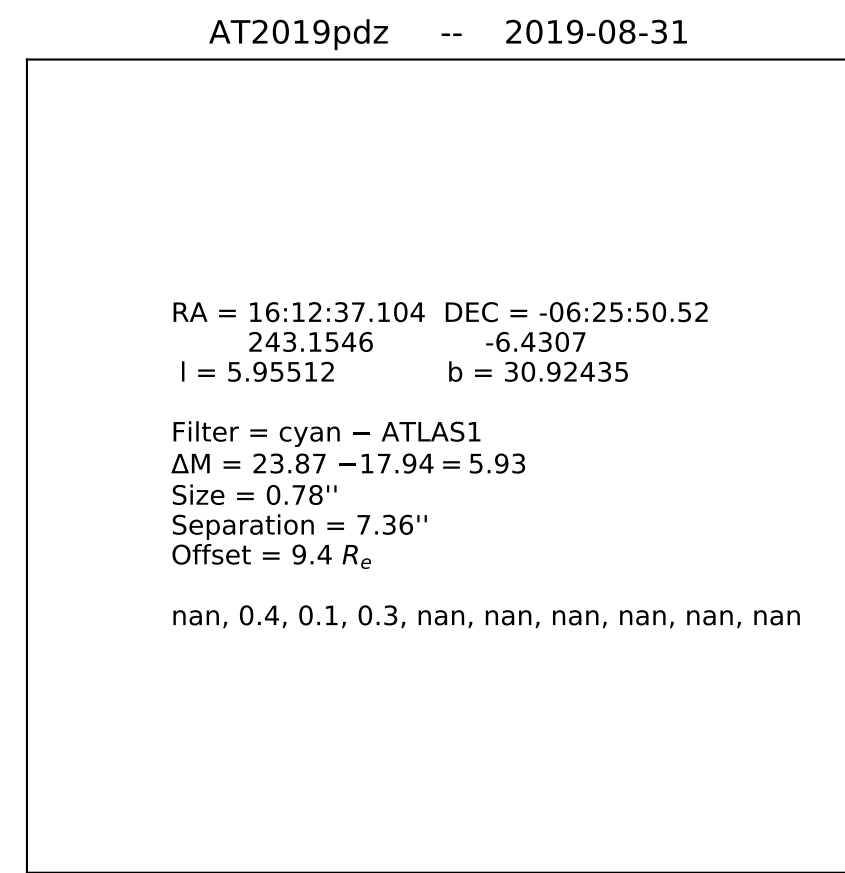 AT2019pdz -- 2019-08-31
RA = 16:12:37.104 DEC = -06:25:50.52
243.1546 -6.4307
l = 5.95512 b = 30.92435
Filter = cyan − ATLAS1
ΔM = 23.87 −17.94 = 5.93
Size = 0.78''
Separation = 7.36''
Offset = 9.4 Re
nan, 0.4, 0.1, 0.3, nan, nan, nan, nan, nan, nan